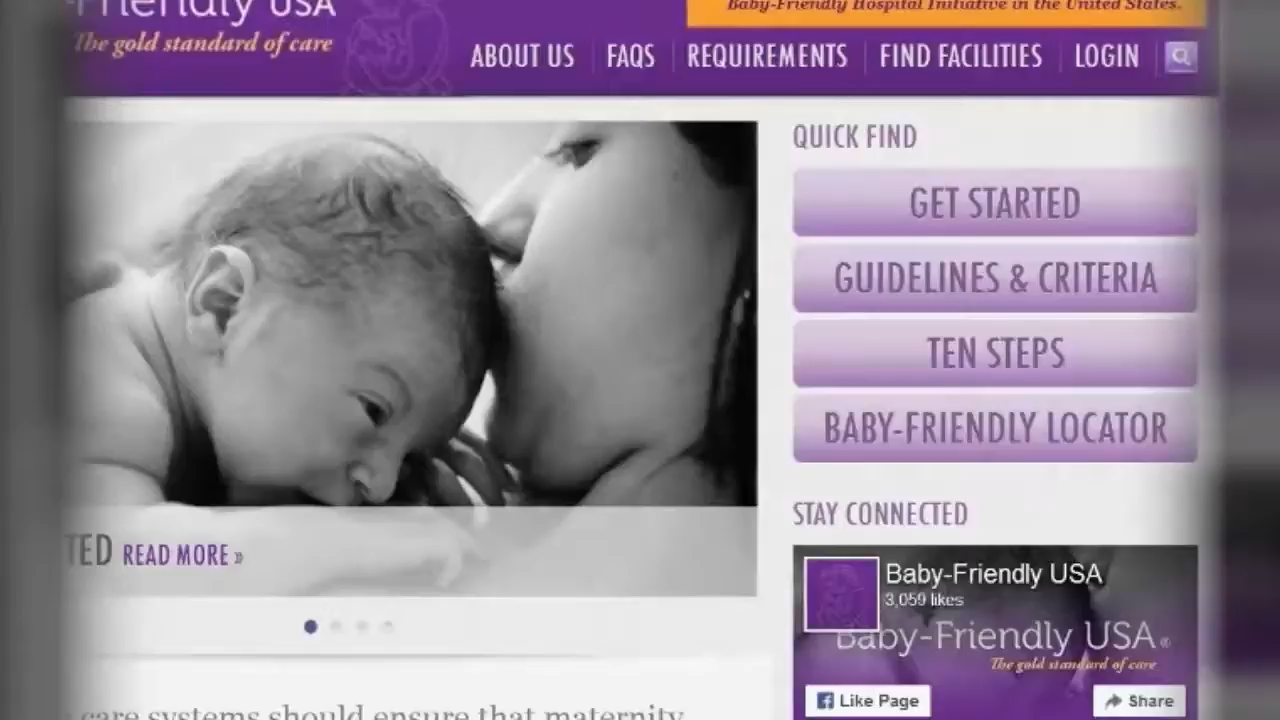 -Friendly USA
The gold standard of care
Baby-Friendly Hospital Initiative in the United States.
ABOUT US
FAQS
REQUIREMENTS
FIND FACILITIES
LOGIN
QUICK FIND
GET STARTED
GUIDELINES & CRITERIA
TEN STEPS
BABY-FRIENDLY LOCATOR
TED READ MORE »
STAY CONNECTED
Baby-Friendly USA
3,059 likes
Baby-Friendly USA®
The gold standard of care
Like Page
Share
care systems should ensure that maternity